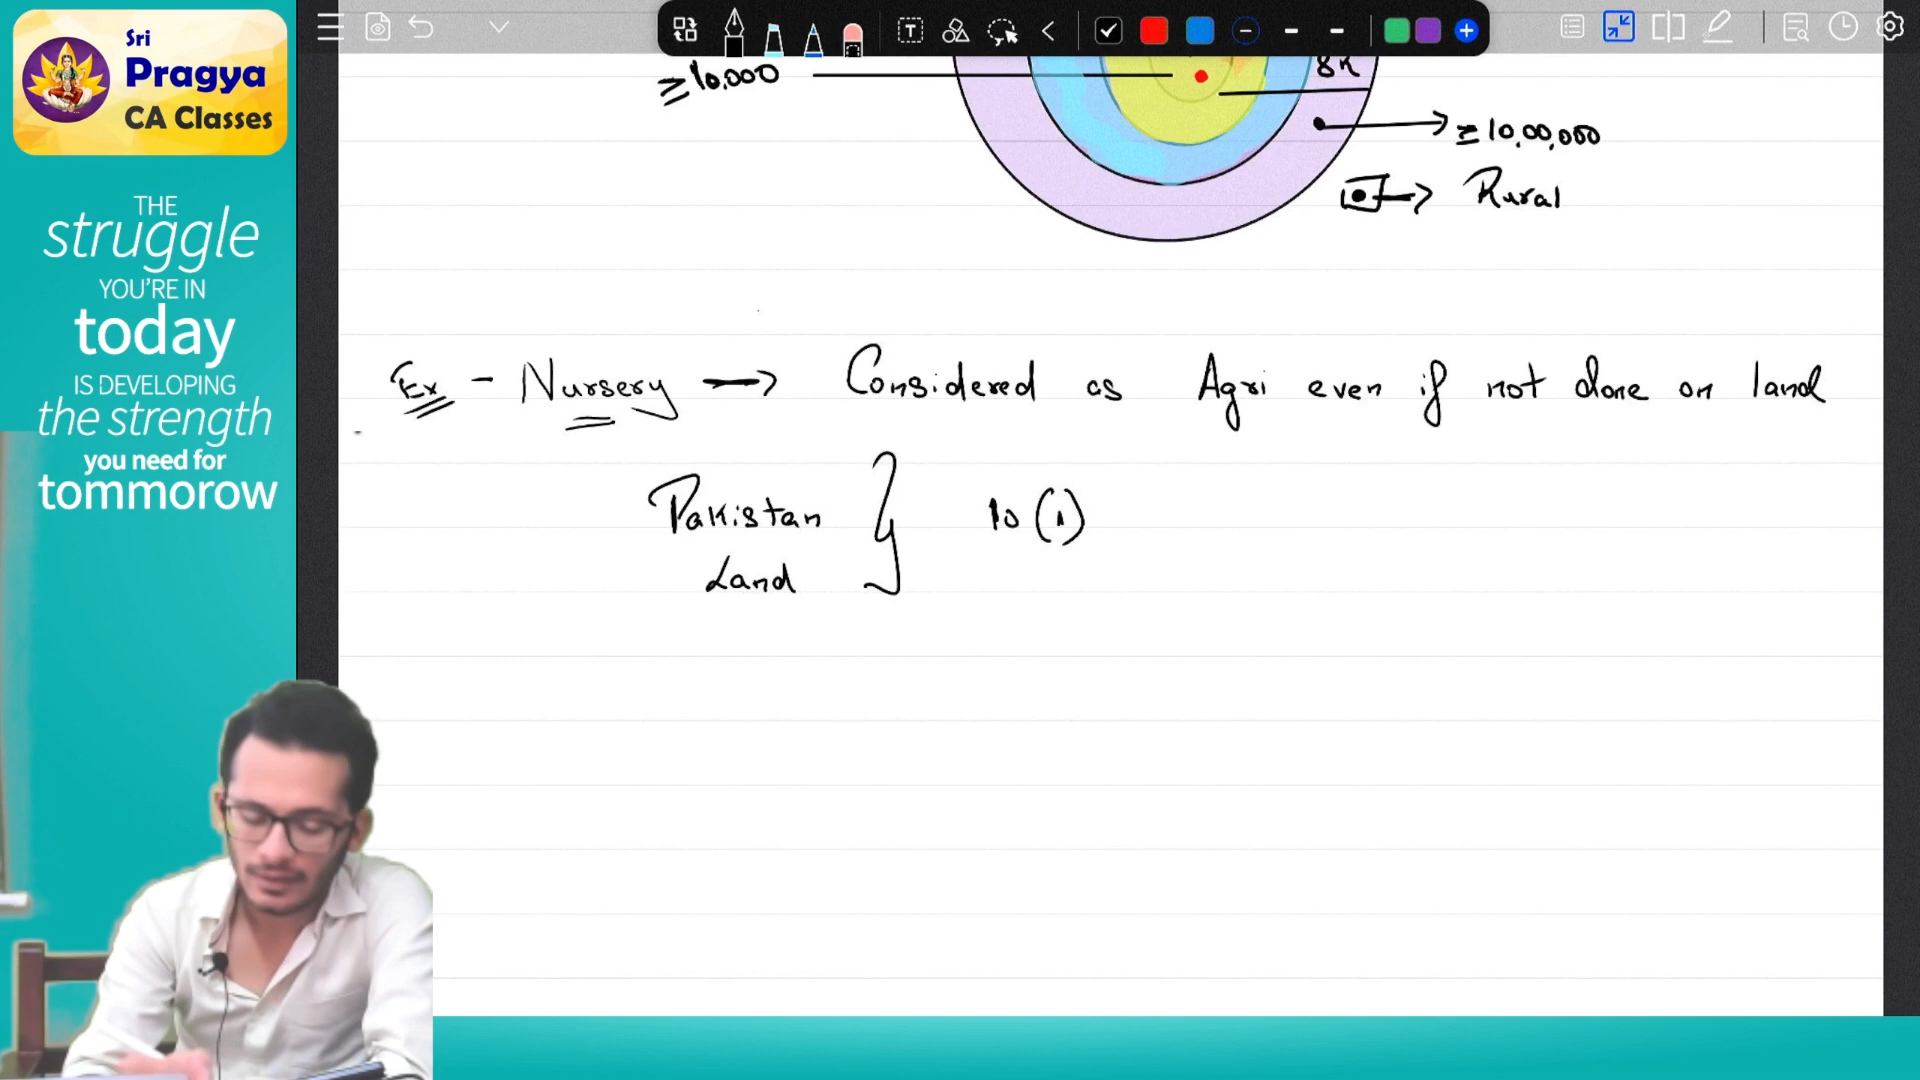 Sri
Pragya
CA Classes
THE
struggle
YOU'RE IN
today
IS DEVELOPING
the strength
you need for
tommorow
T
≥10,000
8K
≥10,00,000
Rural
Ex - Nursery → Considered as Agri even if not done on land
Pakistan
Land
10 (1)